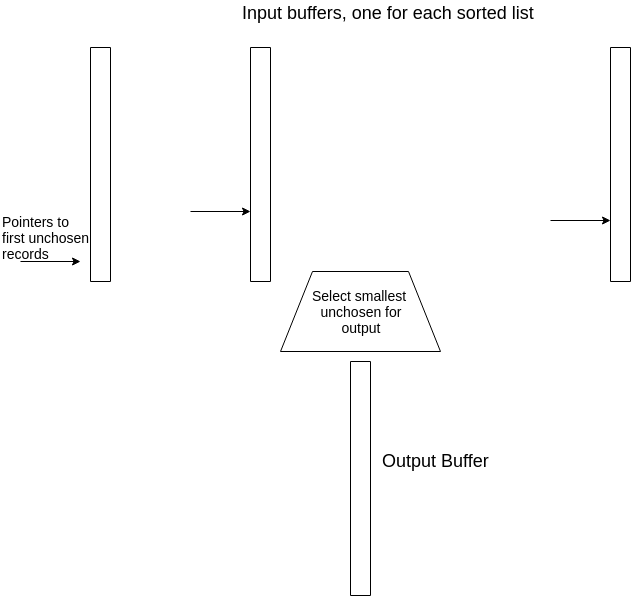 Input buffers, one for each sorted list
Pointers to
first unchosen
records
Select smallest
unchosen for
output
Output Buffer